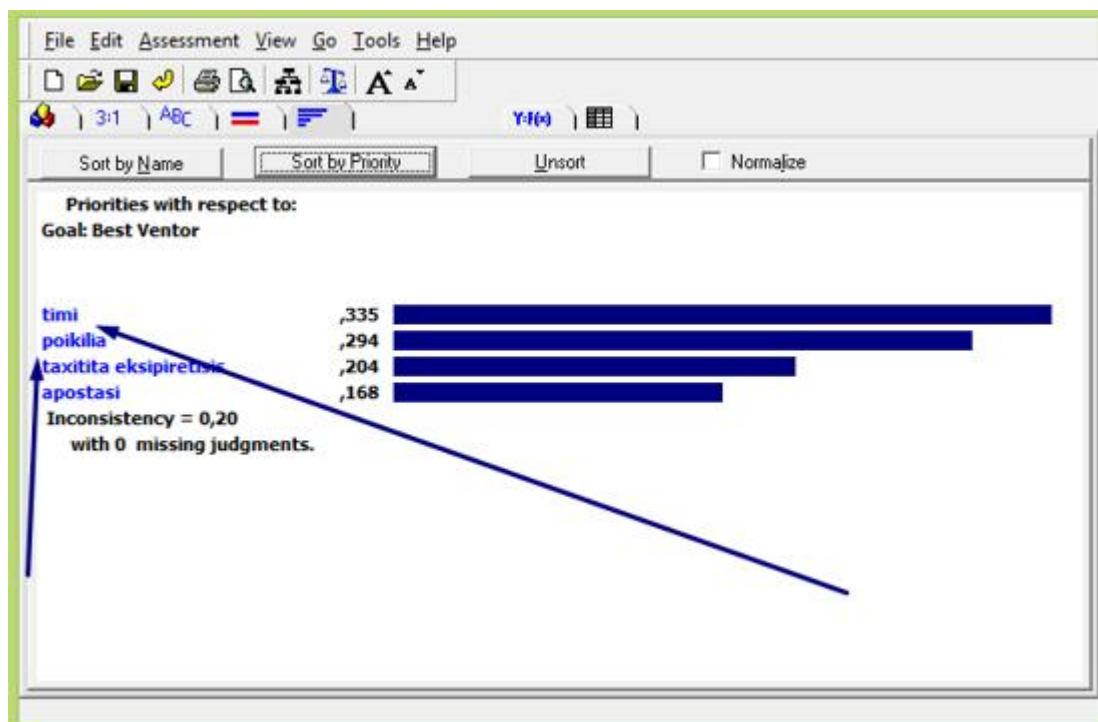 File Edit Assessment View Go Tools Help
A A
3:1 ABC Y=F(x)
Sort by Name Sort by Priority Unsort Normalize
Priorities with respect to:
Goal: Best Ventor
timi ,335
poikilia ,294
taxitita eksipiretisis ,204
apostasi ,168
Inconsistency = 0,20
with 0 missing judgments.